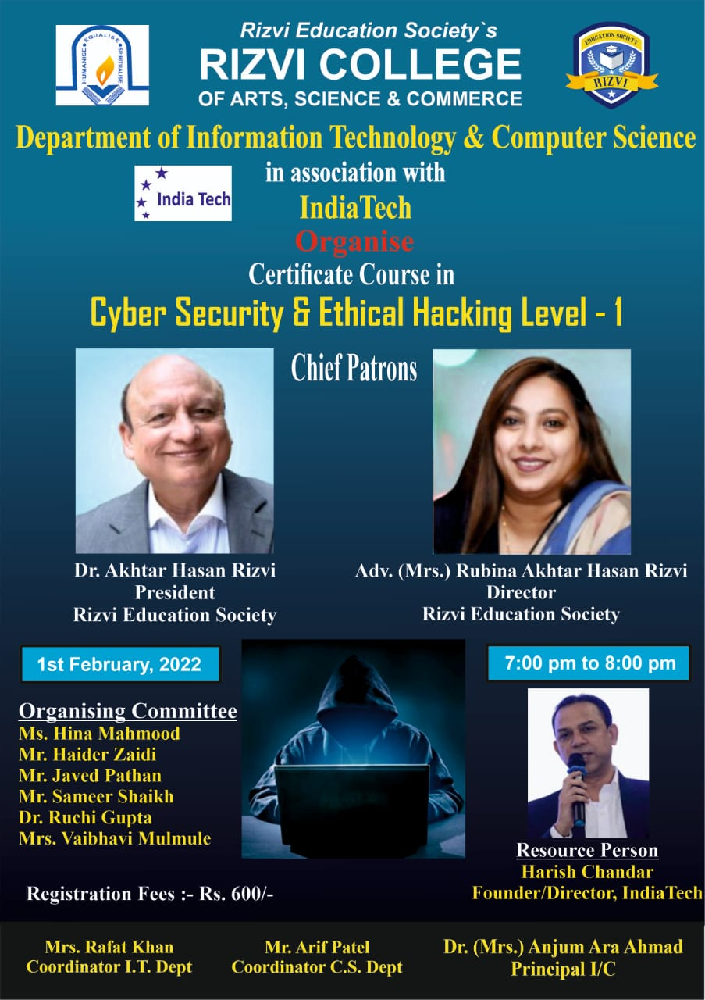 HUMANISE • EQUALISE • SPIRITUALISE
Rizvi Education Society`s
RIZVI COLLEGE
OF ARTS, SCIENCE & COMMERCE
EDUCATION SOCIETY
RIZVI
Department of Information Technology & Computer Science
in association with
India Tech
IndiaTech
Organise
Certificate Course in
Cyber Security & Ethical Hacking Level - 1
Chief Patrons
Dr. Akhtar Hasan Rizvi
President
Rizvi Education Society
Adv. (Mrs.) Rubina Akhtar Hasan Rizvi
Director
Rizvi Education Society
1st February, 2022
7:00 pm to 8:00 pm
Organising Committee
Ms. Hina Mahmood
Mr. Haider Zaidi
Mr. Javed Pathan
Mr. Sameer Shaikh
Dr. Ruchi Gupta
Mrs. Vaibhavi Mulmule
Resource Person
Harish Chandar
Founder/Director, IndiaTech
Registration Fees :- Rs. 600/-
Mrs. Rafat Khan
Coordinator I.T. Dept
Mr. Arif Patel
Coordinator C.S. Dept
Dr. (Mrs.) Anjum Ara Ahmad
Principal I/C